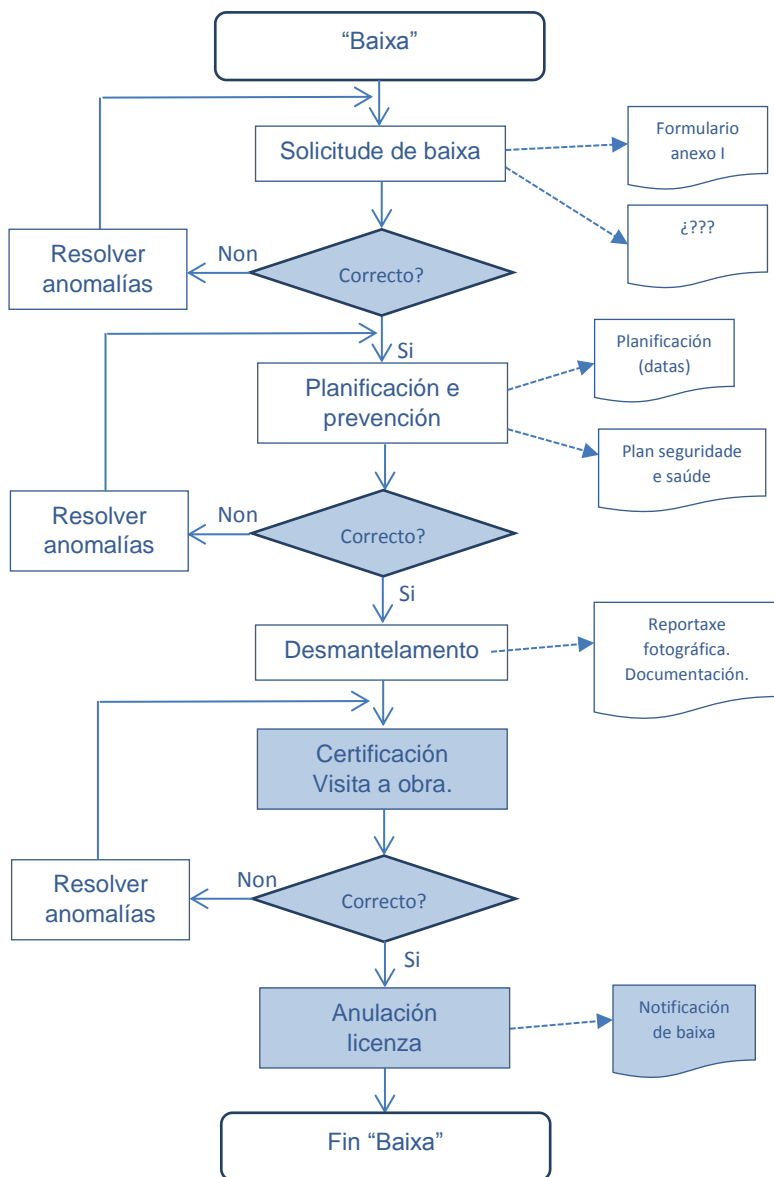 “Baixa”
Solicitude de baixa
Formulario
anexo I
¿???
Resolver
anomalías
Non
Correcto?
Si
Planificación e
prevención
Planificación
(datas)
Plan seguridade
e saúde
Resolver
anomalías
Non
Correcto?
Si
Desmantelamento
Reportaxe
fotográfica.
Documentación.
Certificación
Visita a obra.
Resolver
anomalías
Non
Correcto?
Si
Anulación
licenza
Notificación
de baixa
Fin “Baixa”